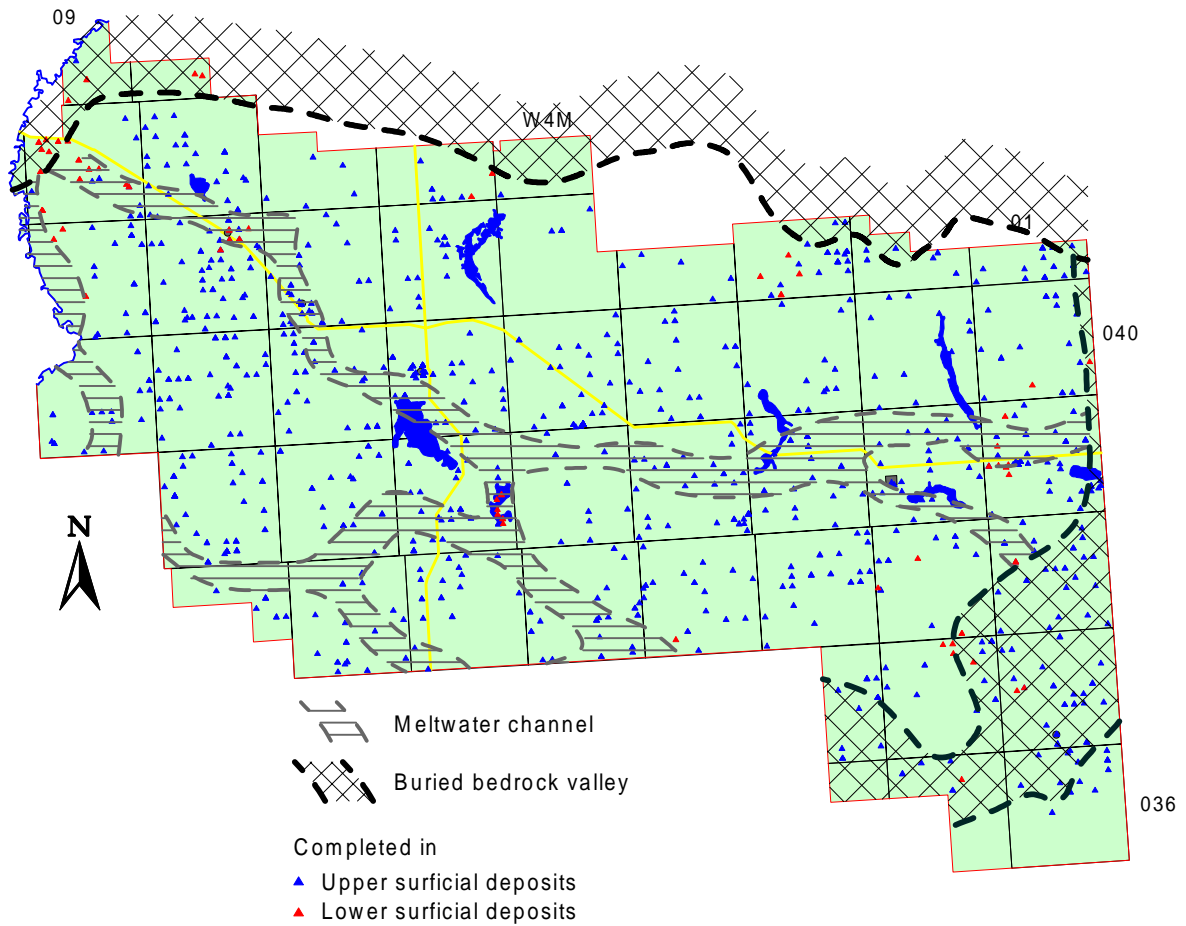 09
W4M
01
040
N
Meltwater channel
Buried bedrock valley
036
Completed in
Upper surficial deposits
Lower surficial deposits